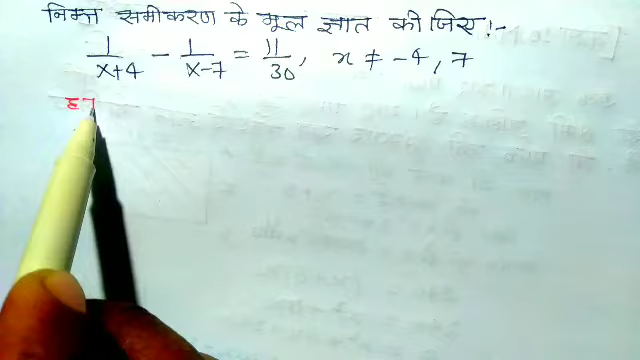 निम्न समीकरण के मूल ज्ञात कीजिए।:-
1/x+4 - 1/x-7 = 11/30, x ≠ -4, 7
ह